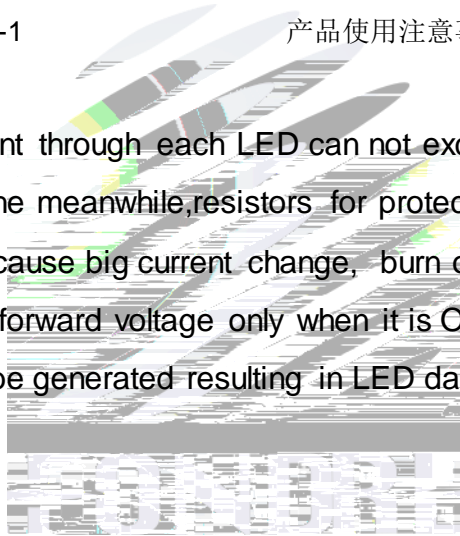 -1 产品使用注意
nt through each LED can not exc
he meanwhile,resistors for protec
cause big current change, burn
forward voltage only when it is O
be generated resulting in LED da